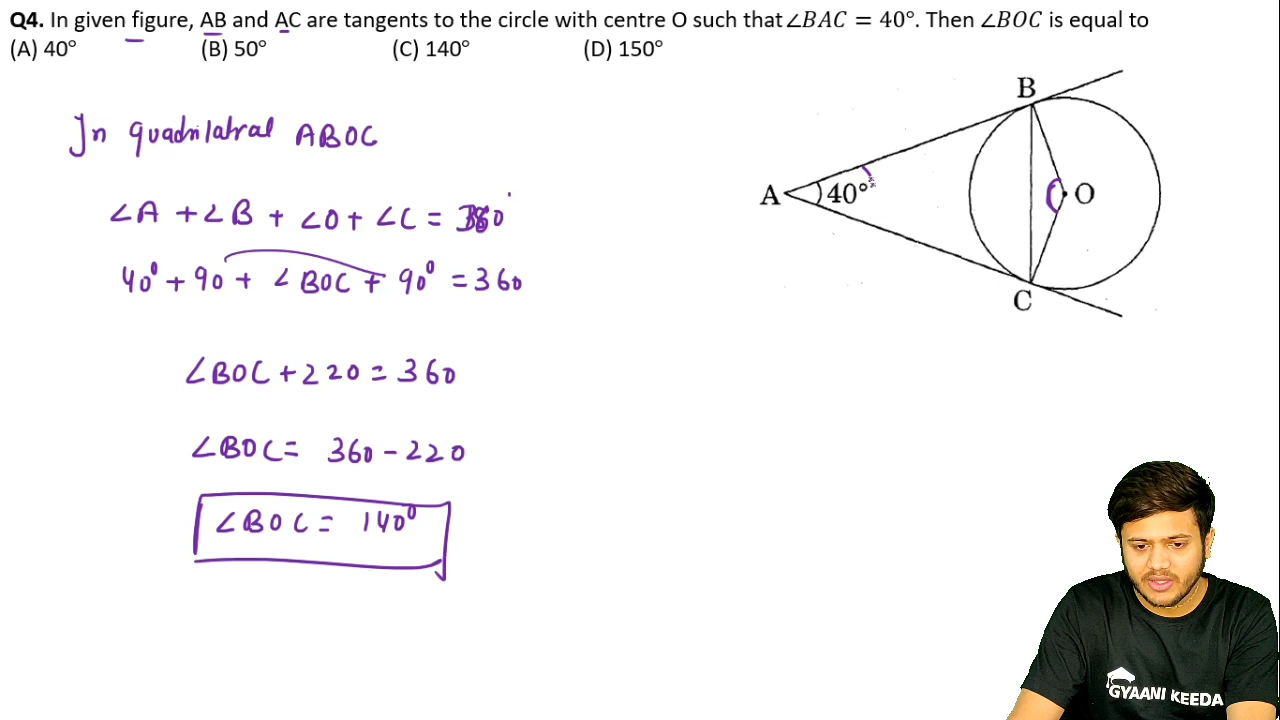 Q4. In given figure, AB and AC are tangents to the circle with centre O such that ∠BAC = 40°. Then ∠BOC is equal to
(A) 40° (B) 50° (C) 140° (D) 150°
B
A 40° O
C
In quadrilatral ABOC
∠A + ∠B + ∠O + ∠C = 360°
40° + 90 + ∠BOC + 90° = 360
∠BOC + 220 = 360
∠BOC = 360 - 220
∠BOC = 140°
GYAANI KEEDA